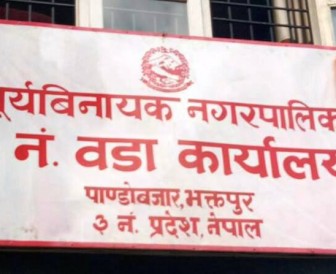 र्यबिनायक नगरपालिक
नं. वडा कार्यालय
पाण्डोबजार, भक्तपुर
३ नं. प्रदेश, नेपाल